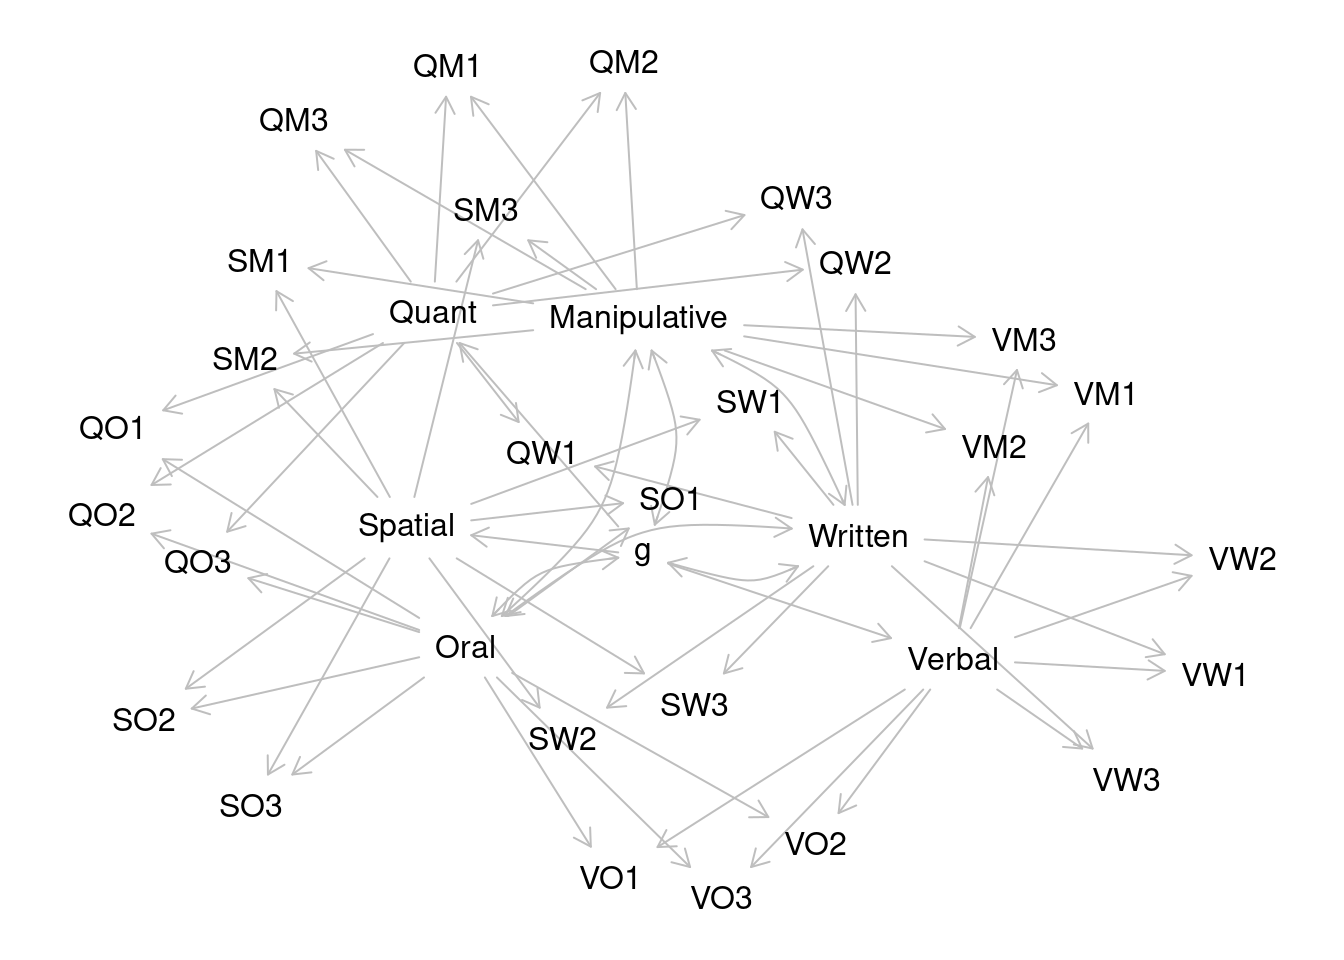 QM1
QM2
QM3
QW3
SM3
SM1
QW2
Quant
Manipulative
VM3
SM2
VM1
SW1
QO1
QW1
VM2
SO1
QO2
Spatial
Written
g
QO3
VW2
Oral
Verbal
VW1
SW3
SO2
SW2
VW3
SO3
VO2
VO1
VO3